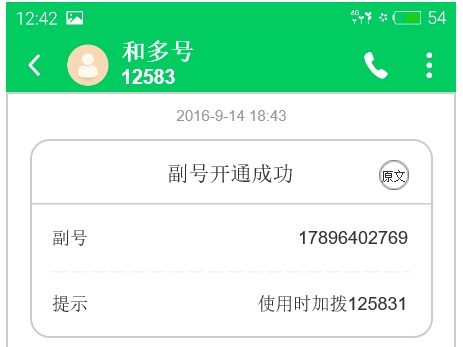 12:42 4G 54
和多号
12583
2016-9-14 18:43
副号开通成功 原文
副号 17896402769
提示 使用时加拨125831